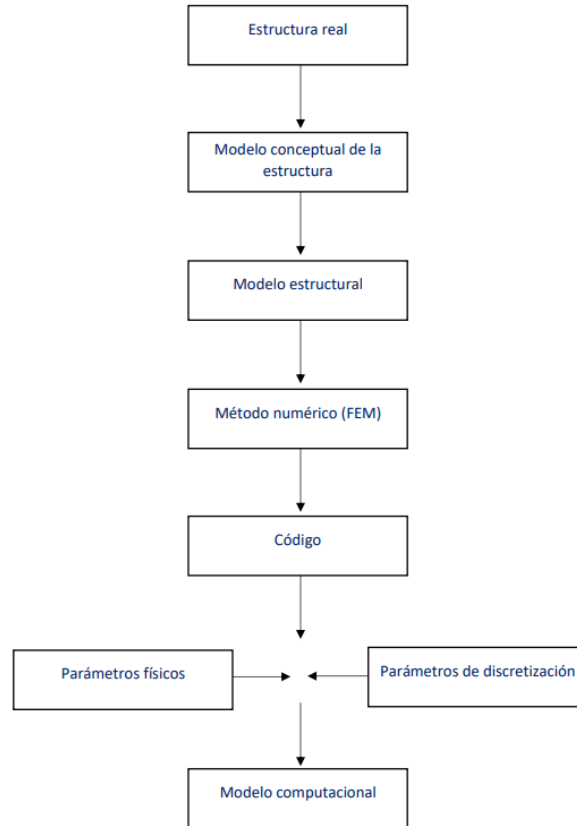 Estructura real
Modelo conceptual de la
estructura
Modelo estructural
Método numérico (FEM)
Código
Parámetros físicos
Parámetros de discretización
Modelo computacional